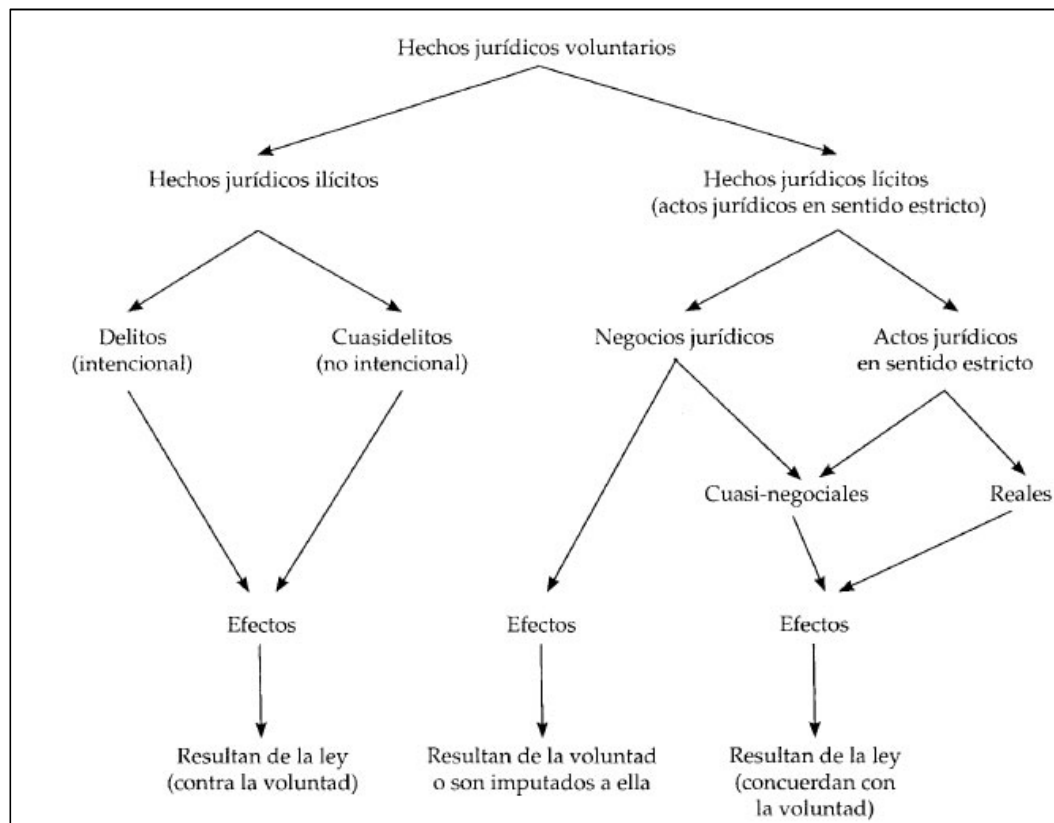 Hechos jurídicos voluntarios
Hechos jurídicos ilícitos
Hechos jurídicos lícitos
(actos jurídicos en sentido estricto)
Delitos
(intencional)
Cuasidelitos
(no intencional)
Negocios jurídicos
Actos jurídicos
en sentido estricto
Cuasi-negociales
Reales
Efectos
Efectos
Efectos
Resultan de la ley
(contra la voluntad)
Resultan de la voluntad
o son imputados a ella
Resultan de la ley
(concuerdan con
la voluntad)